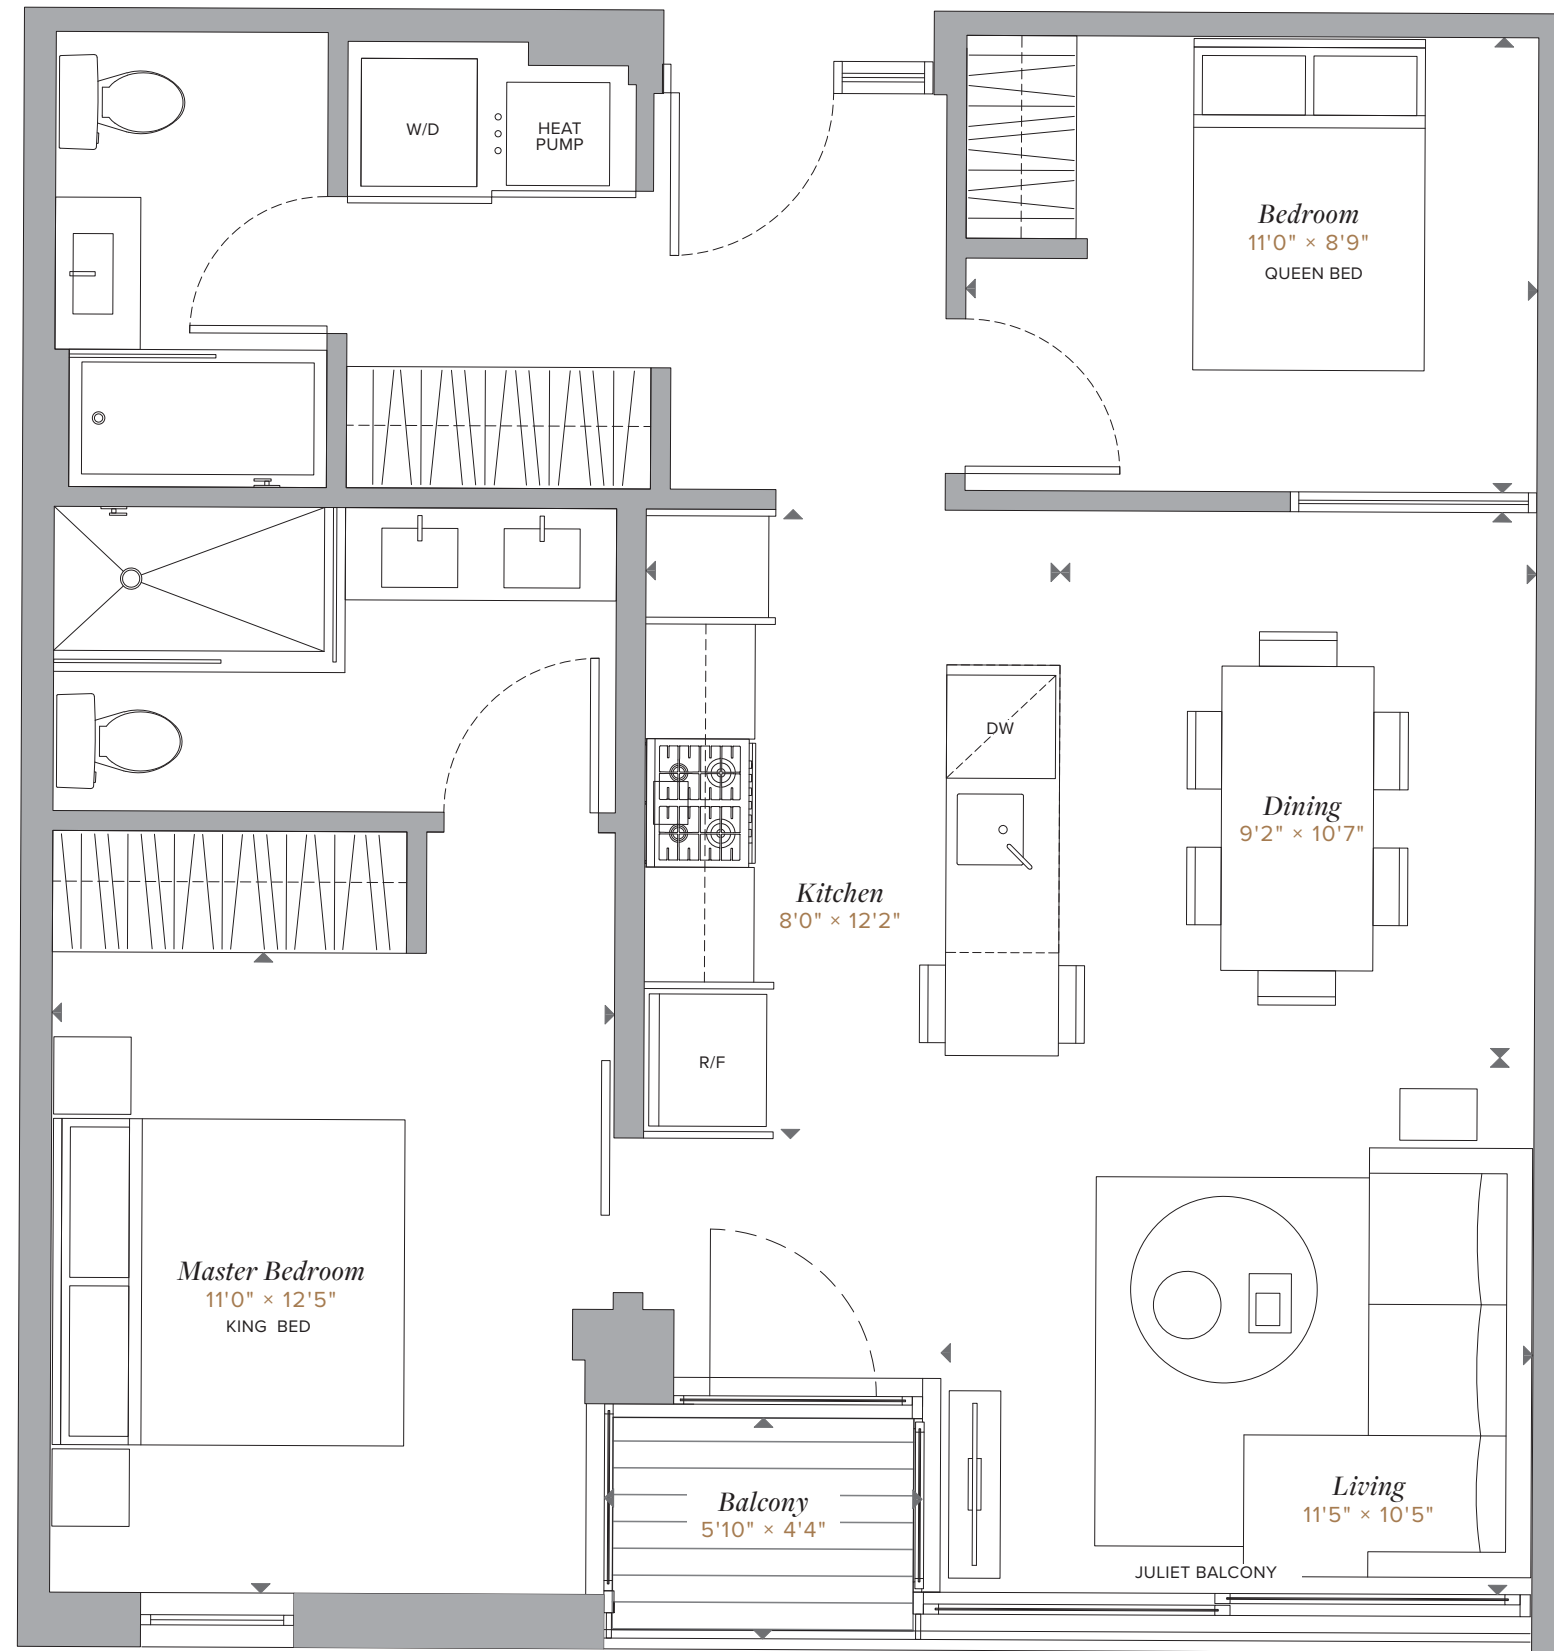 W/D
HEAT
PUMP
Bedroom
11'0" × 8'9"
QUEEN BED
DW
Dining
9'2" × 10'7"
Kitchen
8'0" × 12'2"
R/F
Master Bedroom
11'0" × 12'5"
KING BED
Living
11'5" × 10'5"
Balcony
5'10" × 4'4"
JULIET BALCONY